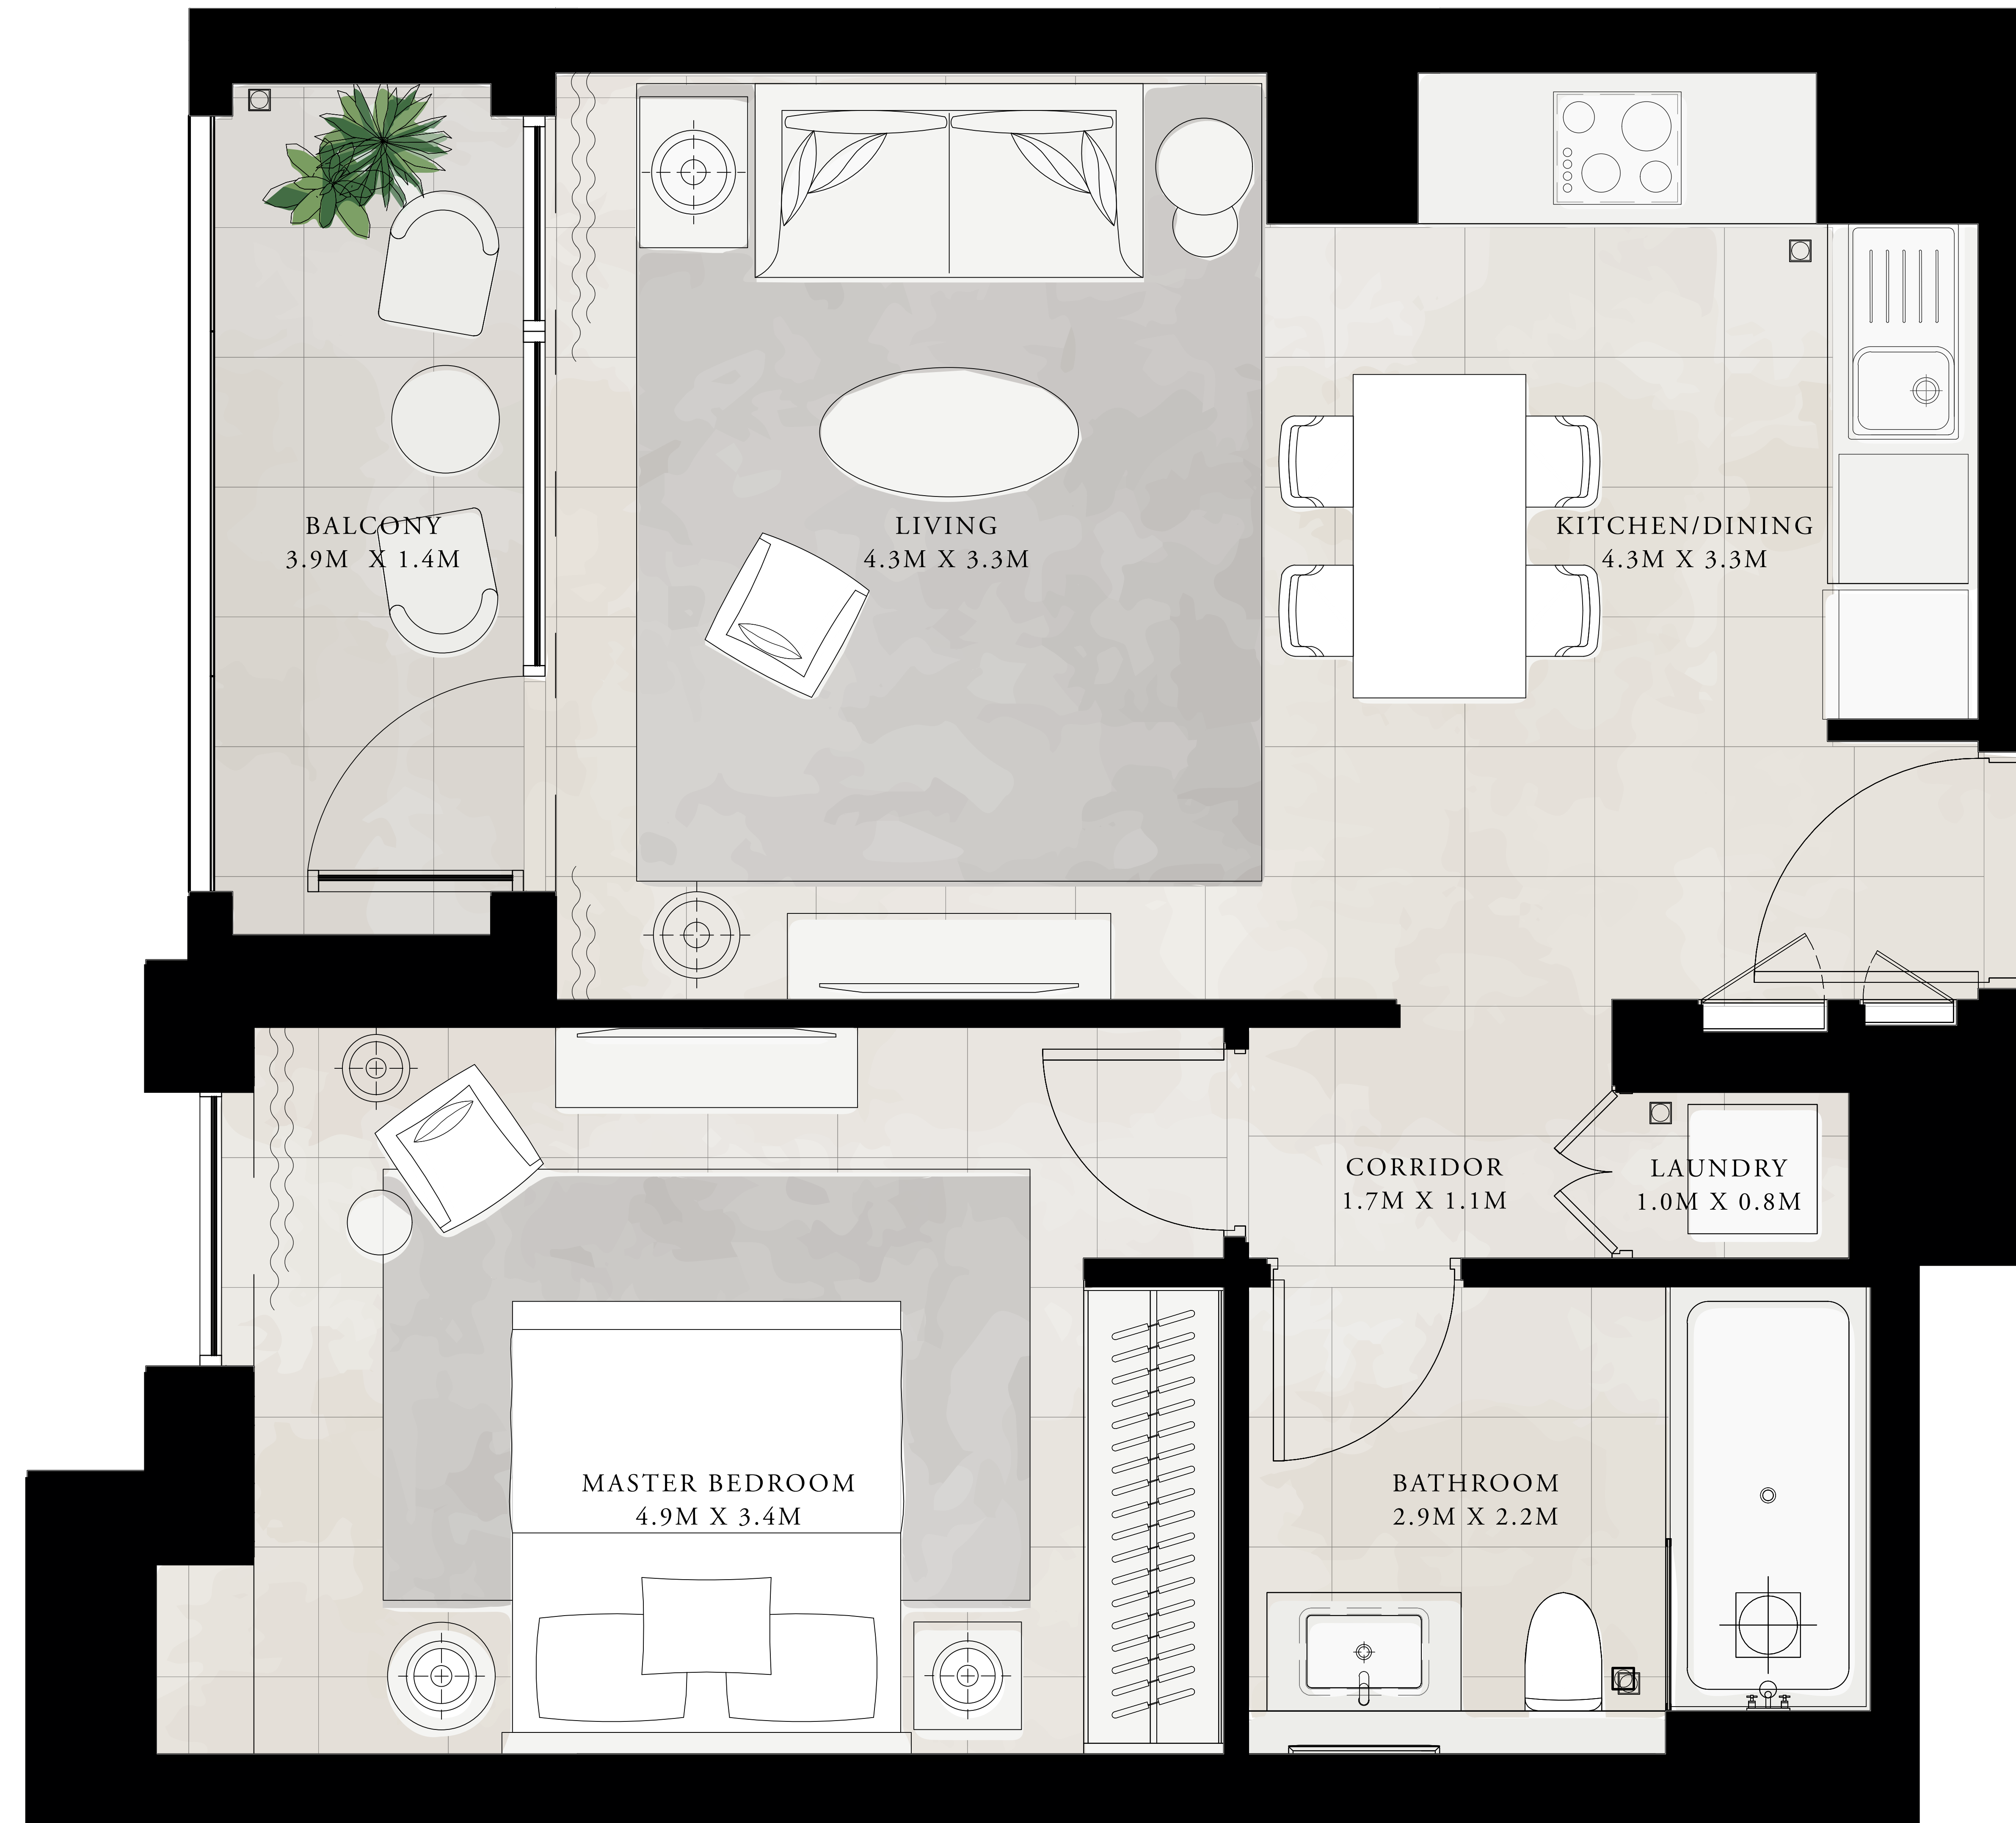 BALCONY
3.9M X 1.4M
LIVING
4.3M X 3.3M
KITCHEN/DINING
4.3M X 3.3M
CORRIDOR
1.7M X 1.1M
LAUNDRY
1.0M X 0.8M
MASTER BEDROOM
4.9M X 3.4M
BATHROOM
2.9M X 2.2M